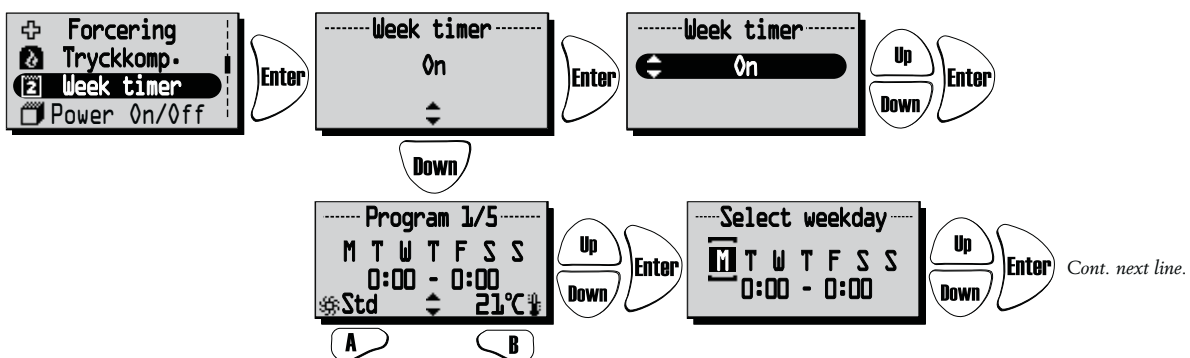 Forcering
Tryckkomp.
Week timer
Power On/Off
Enter
Week timer
On
Enter
Week timer
On
Up
Down
Enter
Down
Program 1/5
M T W T F S S
0:00 - 0:00
Std 21°C
A B
Up
Down
Enter
Select weekday
M T W T F S S
0:00 - 0:00
Up
Down
Enter
Cont. next line.